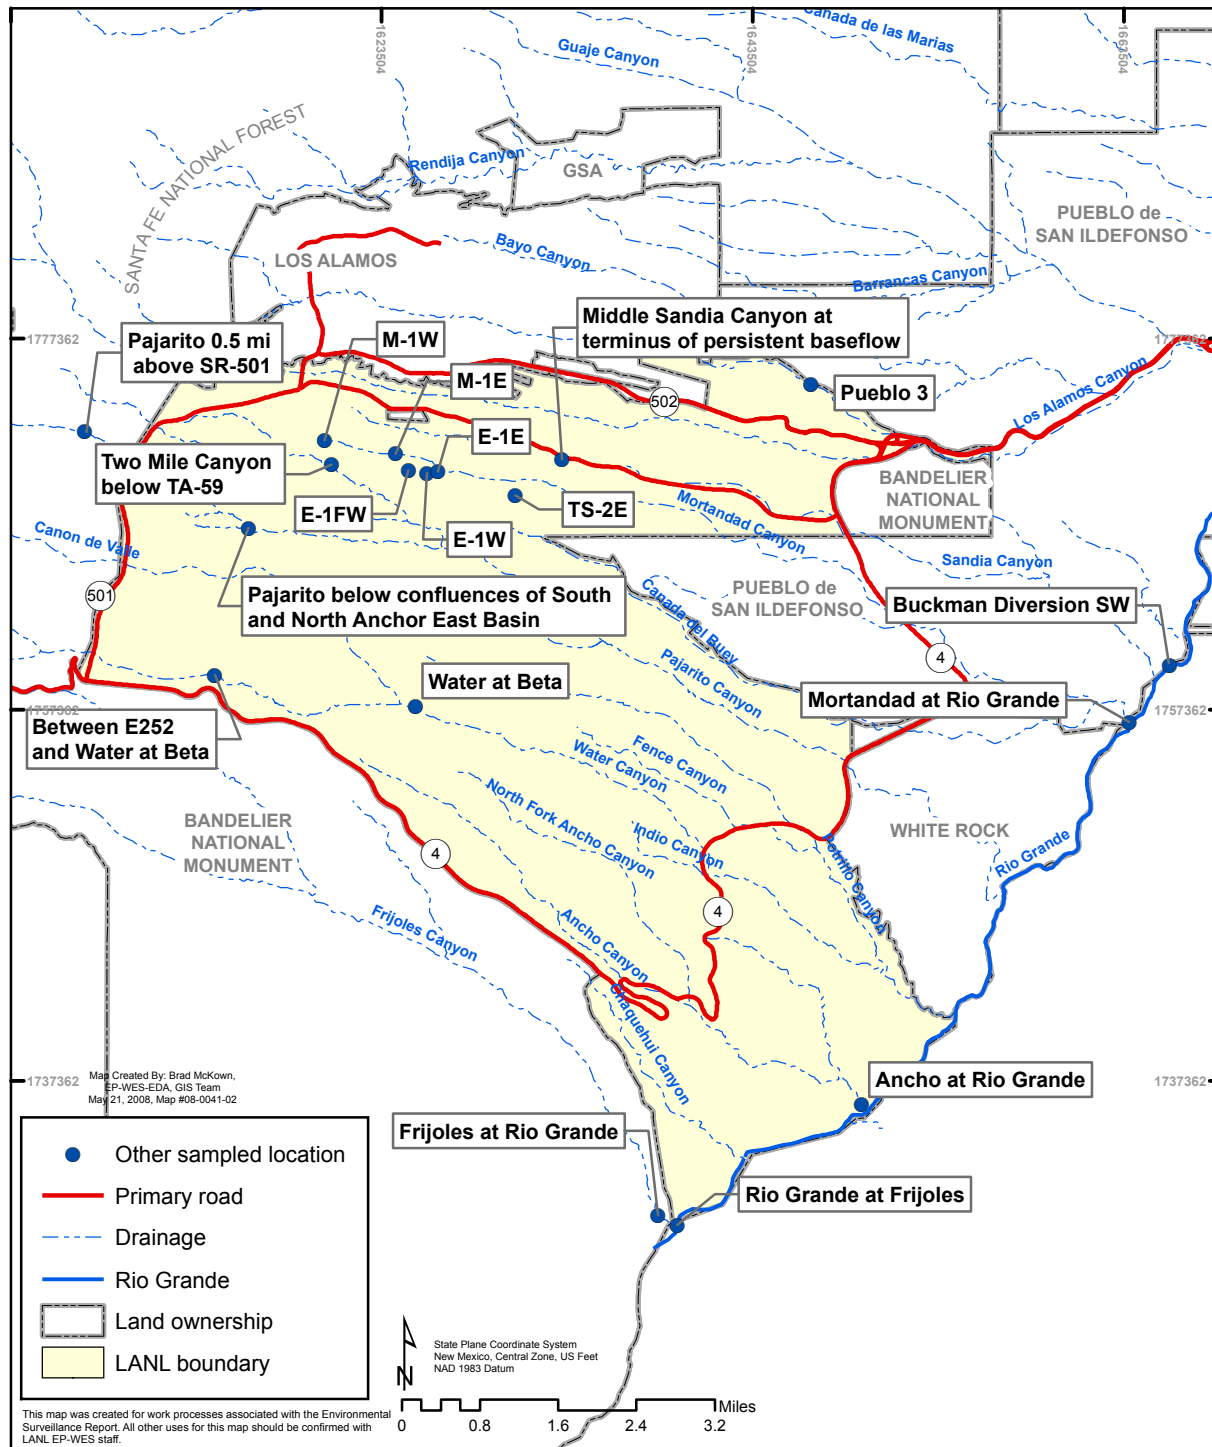 1623504
1643504
1663504
Canada de las Marias
Guaje Canyon
SANTA FE NATIONAL FOREST
Rendija Canyon
GSA
PUEBLO de
SAN ILDEFONSO
LOS ALAMOS
Bayo Canyon
Barrancas Canyon
Middle Sandia Canyon at
terminus of persistent baseflow
1777362
1777362
Pajarito 0.5 mi
above SR-501
M-1W
M-1E
Pueblo 3
502
Los Alamos Canyon
E-1E
Two Mile Canyon
below TA-59
BANDELIER
NATIONAL
MONUMENT
E-1FW
TS-2E
Mortandad Canyon
E-1W
Canon de Valle
Sandia Canyon
501
Pajarito below confluences of South
and North Anchor East Basin
Canada del Buey
PUEBLO de
SAN ILDEFONSO
Buckman Diversion SW
4
Pajarito Canyon
Water at Beta
Mortandad at Rio Grande
1757362
1757362
Between E252
and Water at Beta
Fence Canyon
Water Canyon
North Fork Ancho Canyon
Indio Canyon
Potrillo Canyon
BANDELIER
NATIONAL
MONUMENT
WHITE ROCK
Rio Grande
4
4
Frijoles Canyon
Ancho Canyon
Chaquehui Canyon
Map Created By: Brad McKown,
EP-WES-EDA, GIS Team
May 21, 2008, Map #08-0041-02
1737362
1737362
Ancho at Rio Grande
Frijoles at Rio Grande
Rio Grande at Frijoles
Other sampled location
Primary road
Drainage
Rio Grande
Land ownership
LANL boundary
N
State Plane Coordinate System
New Mexico, Central Zone, US Feet
NAD 1983 Datum
Miles
0 0.8 1.6 2.4 3.2
This map was created for work processes associated with the Environmental
Surveillance Report. All other uses for this map should be confirmed with
LANL EP-WES staff.